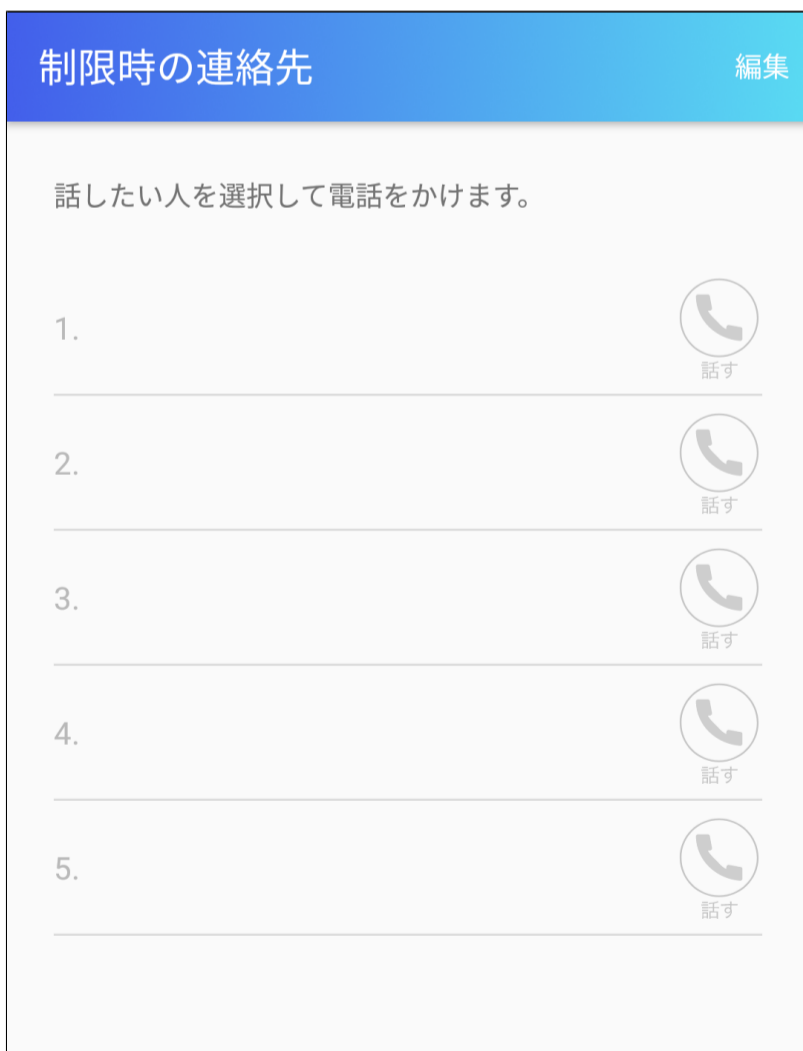 制限時の連絡先 編集
話したい人を選択して電話をかけます。
1.
話す
2.
話す
3.
話す
4.
話す
5.
話す